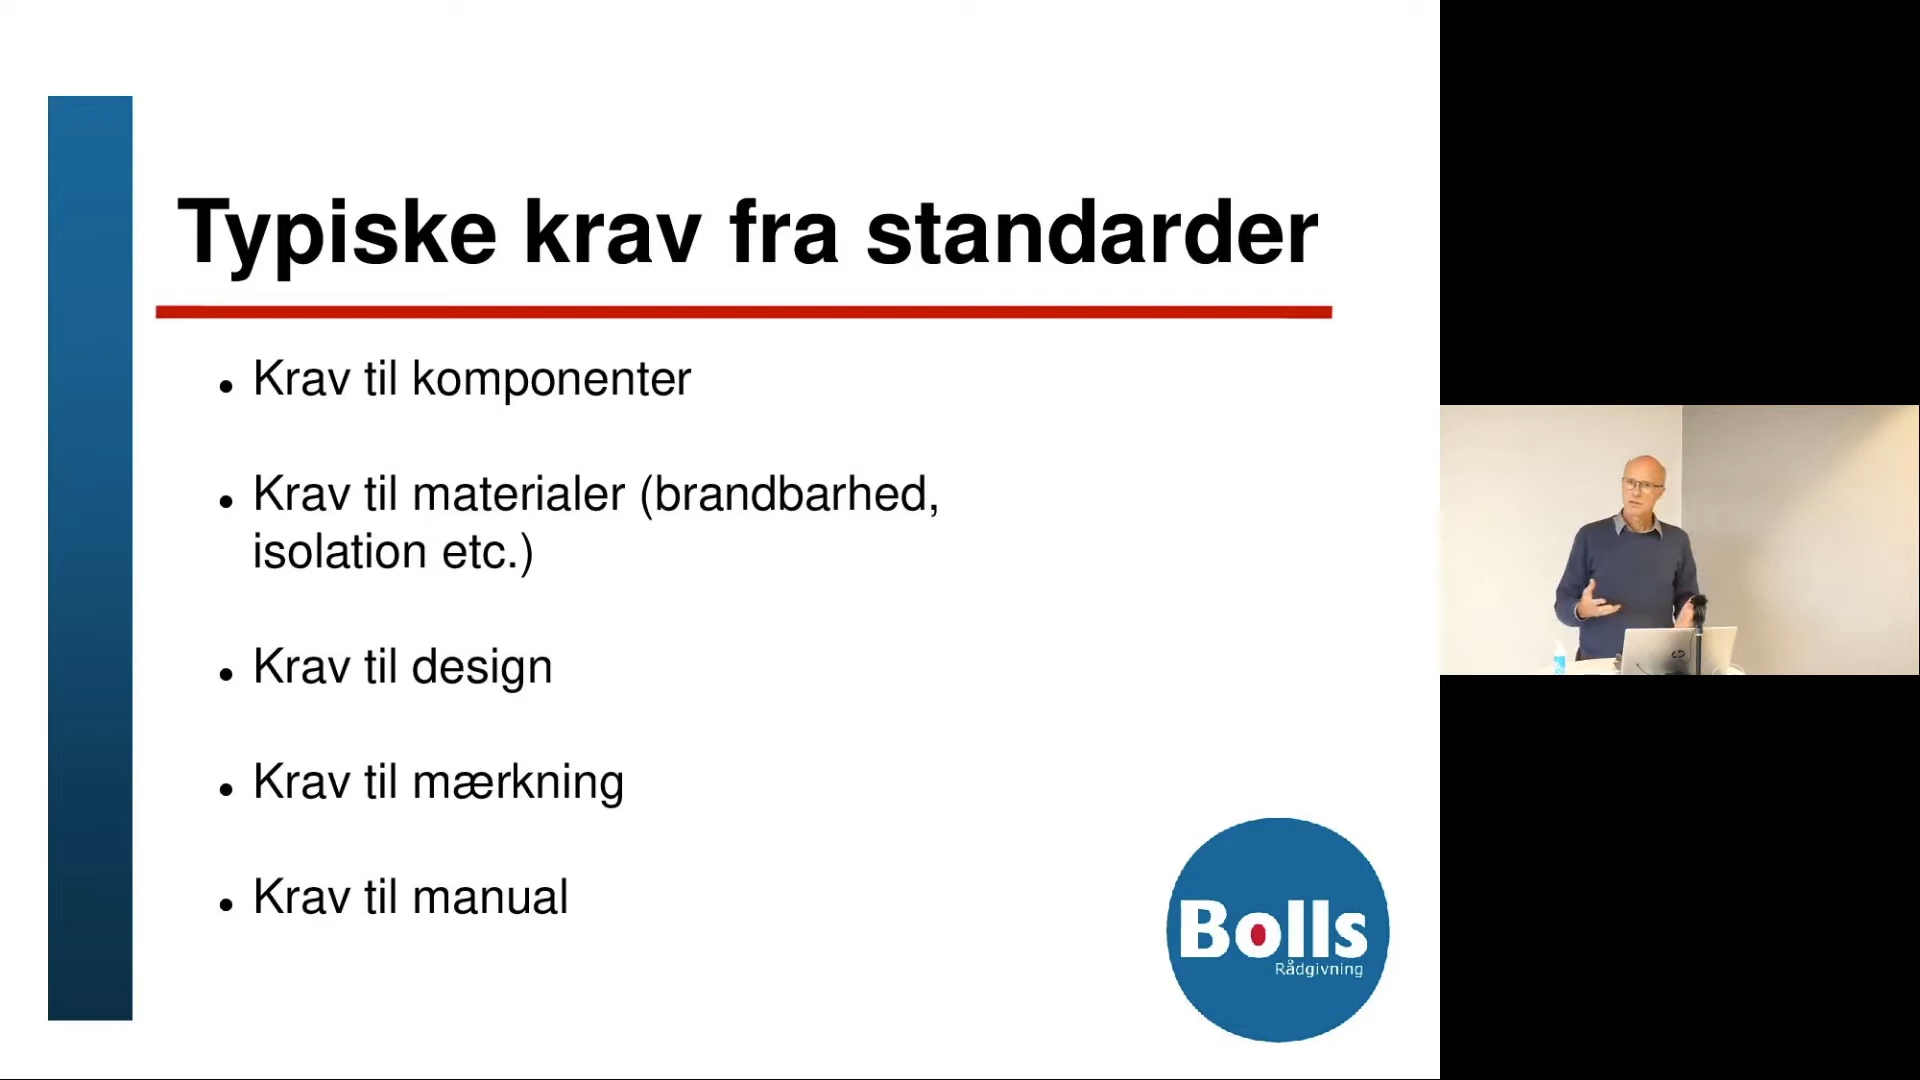 Typiske krav fra standarder
Krav til komponenter
Krav til materialer (brandbarhed,
isolation etc.)
Krav til design
Krav til mærkning
Krav til manual
Bolls
Rådgivning
hp